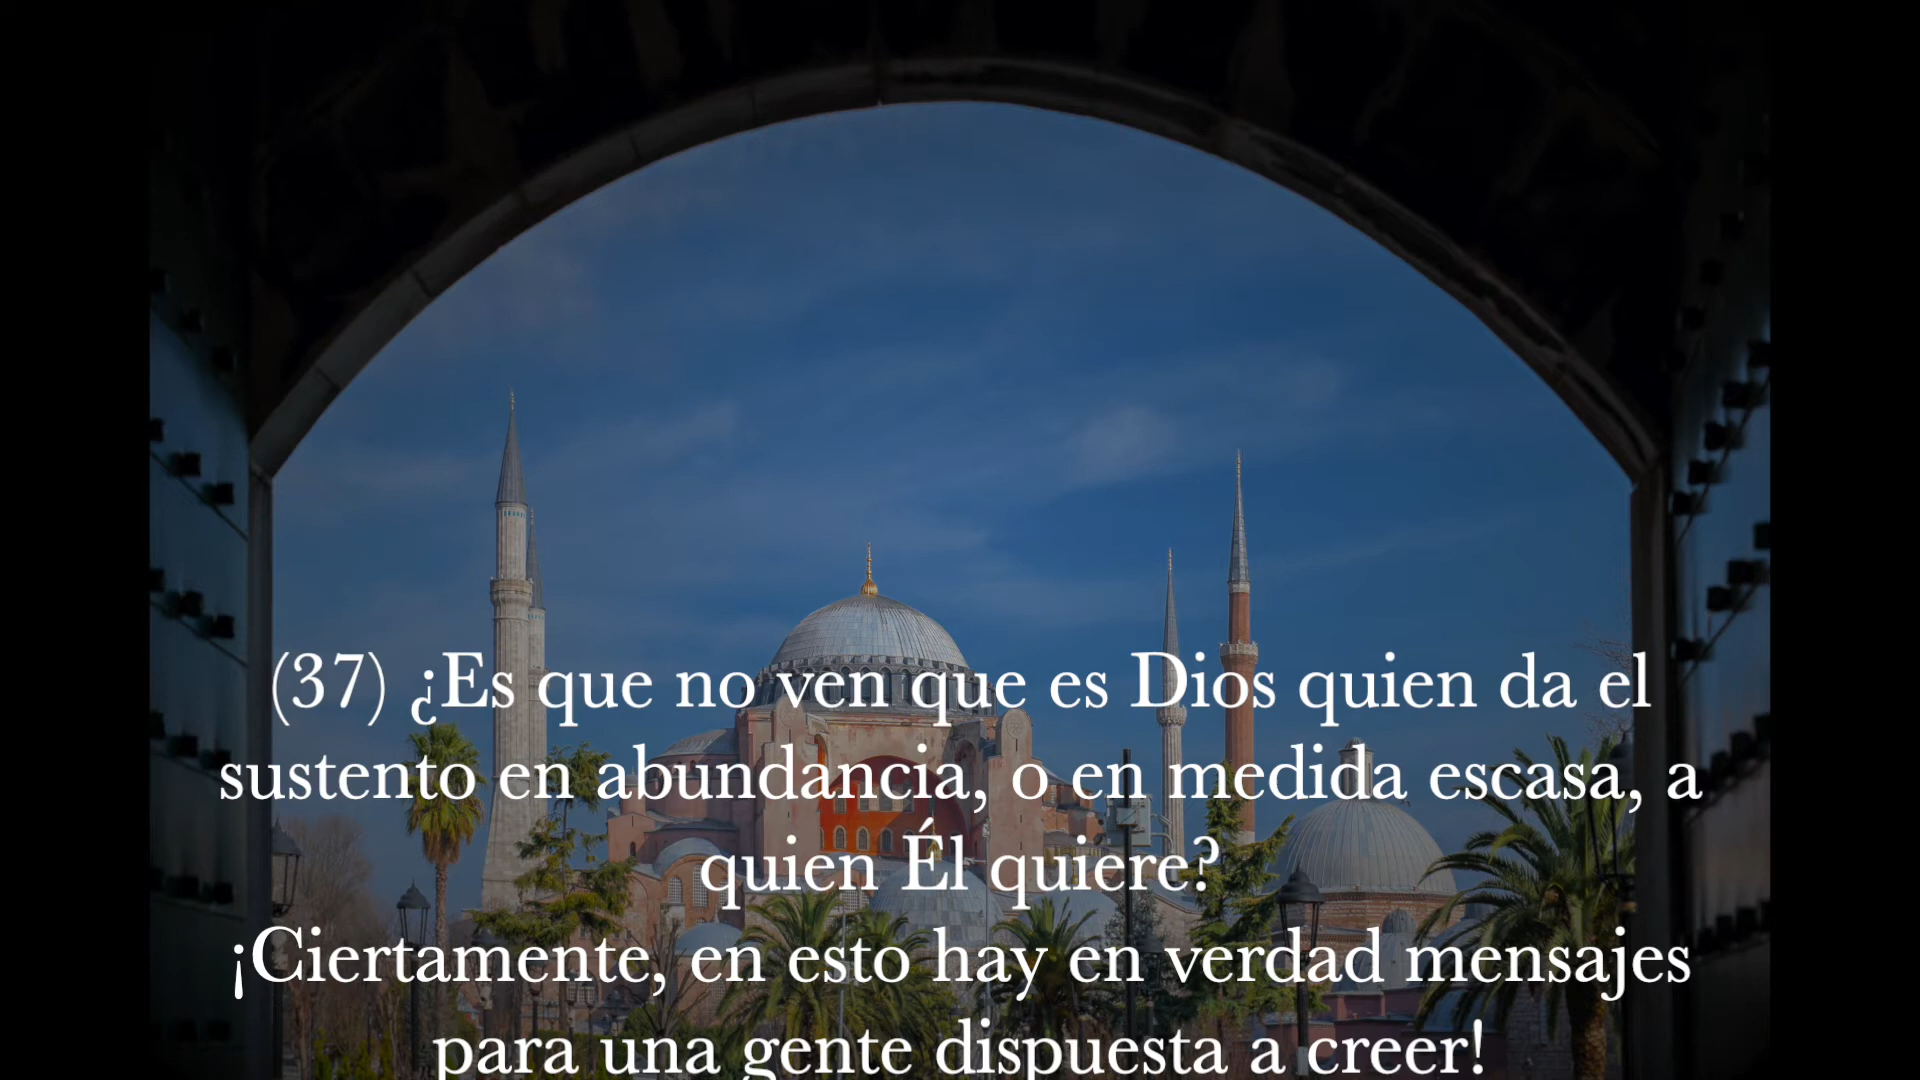 (37) ¿Es que no ven que es Dios quien da el
sustento en abundancia, o en medida escasa, a
quien Él quiere?
¡Ciertamente, en esto hay en verdad mensajes
para una gente dispuesta a creer!